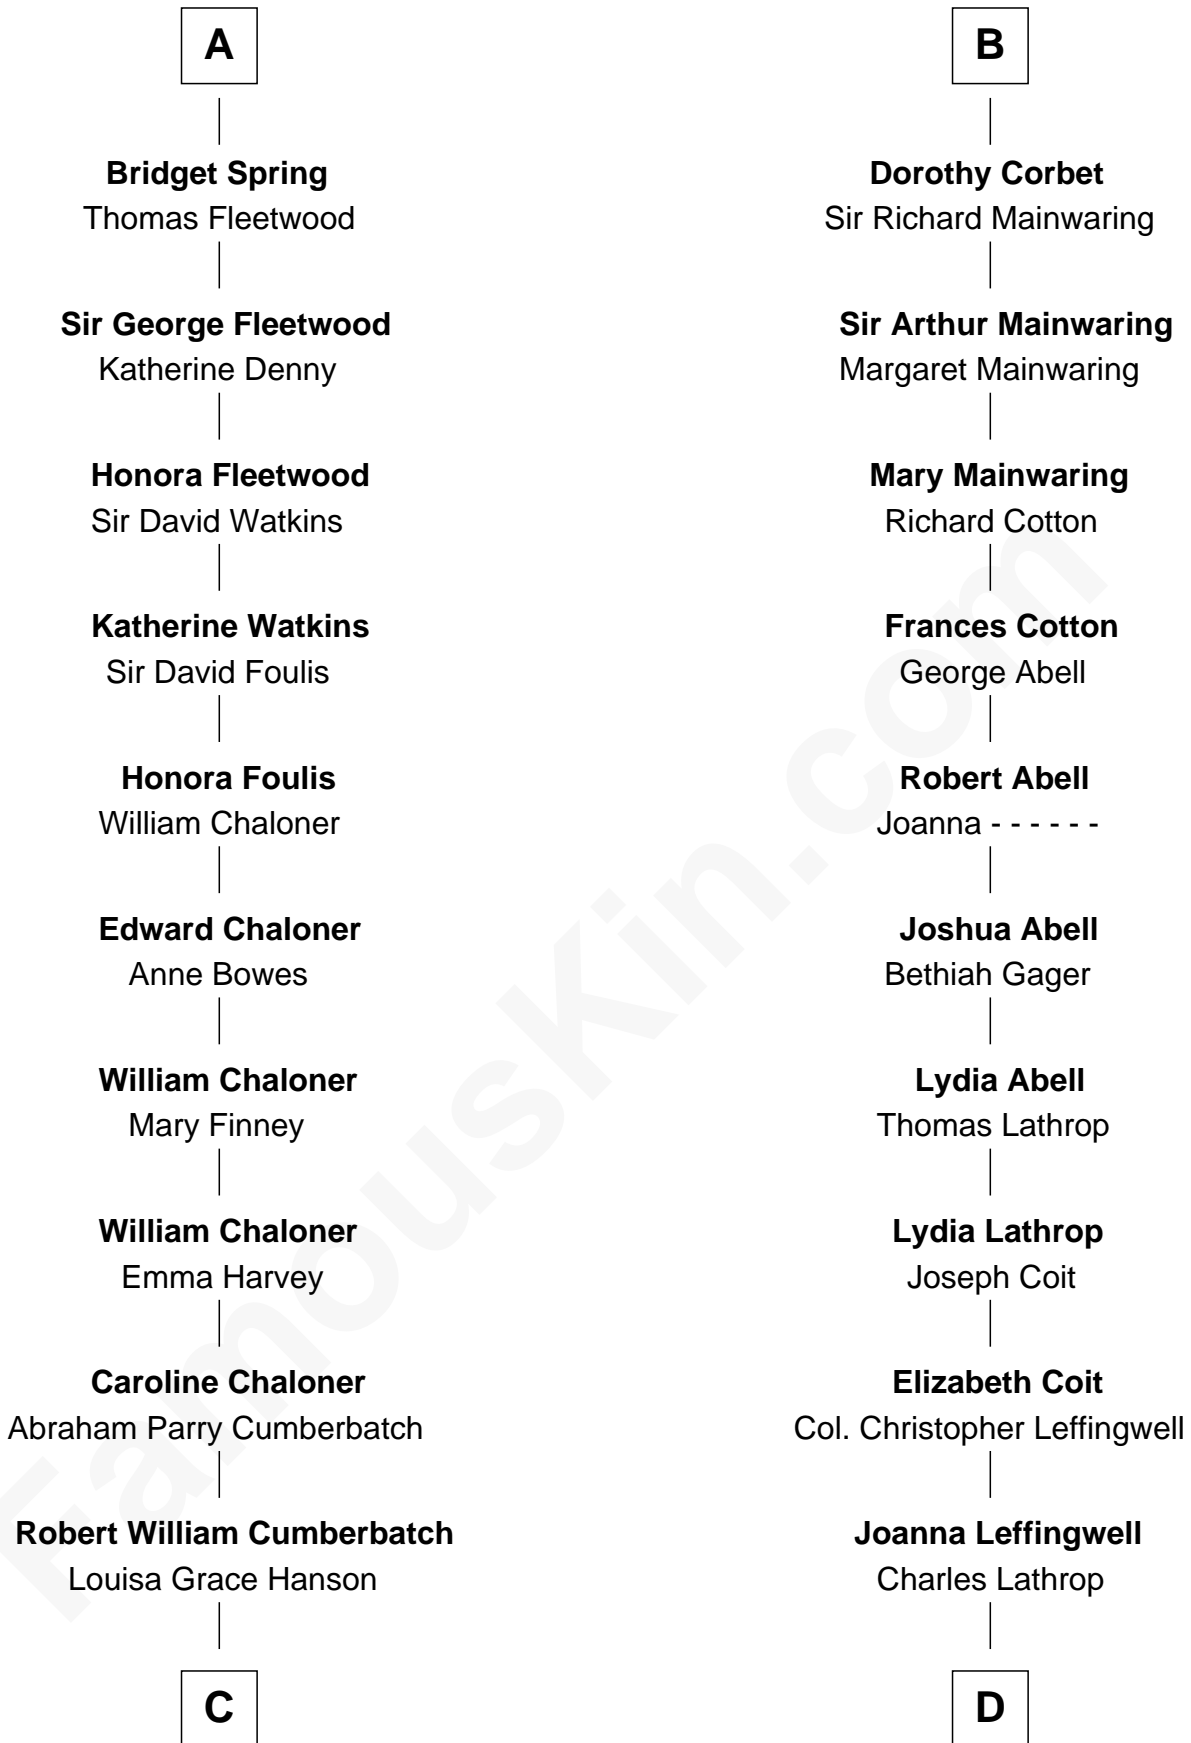 A
Bridget Spring
Thomas Fleetwood
Sir George Fleetwood
Katherine Denny
Honora Fleetwood
Sir David Watkins
Katherine Watkins
Sir David Foulis
Honora Foulis
William Chaloner
Edward Chaloner
Anne Bowes
William Chaloner
Mary Finney
William Chaloner
Emma Harvey
Caroline Chaloner
Abraham Parry Cumberbatch
Robert William Cumberbatch
Louisa Grace Hanson
C
B
Dorothy Corbet
Sir Richard Mainwaring
Sir Arthur Mainwaring
Margaret Mainwaring
Mary Mainwaring
Richard Cotton
Frances Cotton
George Abell
Robert Abell
Joanna - - - - - -
Joshua Abell
Bethiah Gager
Lydia Abell
Thomas Lathrop
Lydia Lathrop
Joseph Coit
Elizabeth Coit
Col. Christopher Leffingwell
Joanna Leffingwell
Charles Lathrop
D
FamousKin.com